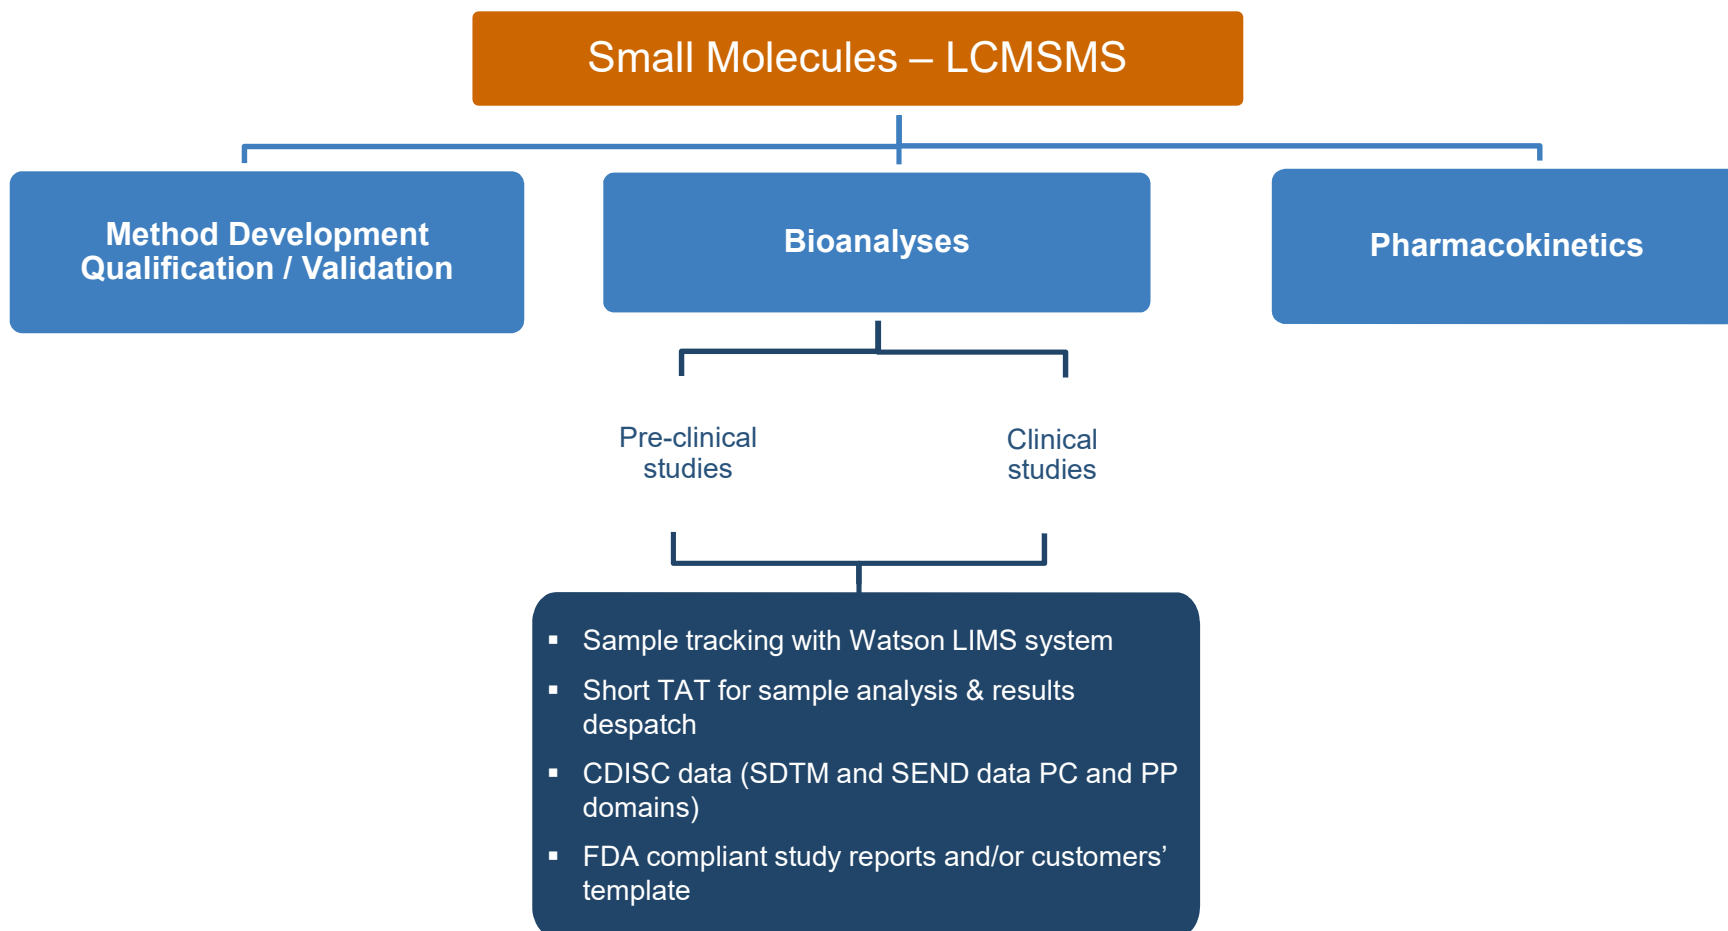 Small Molecules – LCMSMS
Method Development
Qualification / Validation
Bioanalyses
Pharmacokinetics
Pre-clinical
studies
Clinical
studies
▪ Sample tracking with Watson LIMS system
▪ Short TAT for sample analysis & results
despatch
▪ CDISC data (SDTM and SEND data PC and PP
domains)
▪ FDA compliant study reports and/or customers’
template